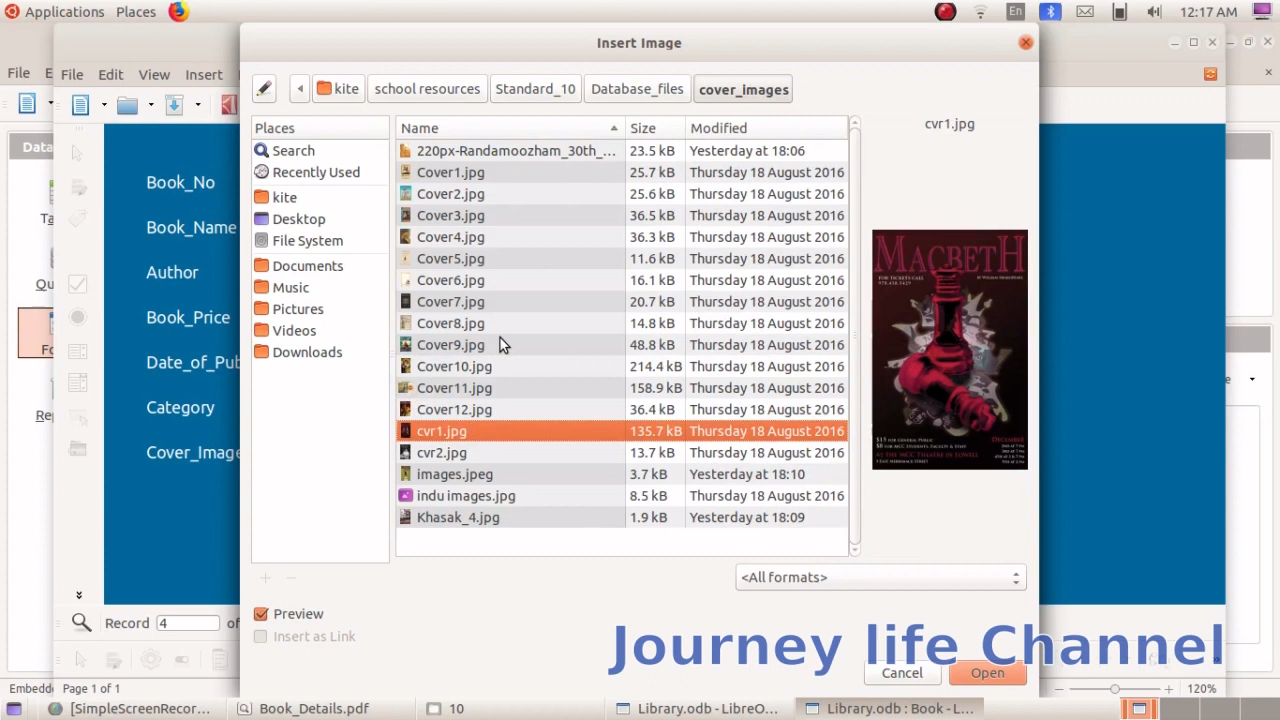 Applications Places En 12:17 AM
Insert Image
File E
File Edit View Insert
kite school resources Standard_10 Database_files cover_images
Places
Search
Recently Used
kite
Desktop
File System
Documents
Music
Pictures
Videos
Downloads
Name Size Modified
220px-Randamoozham_30th_... 23.5 kB Yesterday at 18:06
Cover1.jpg 25.7 kB Thursday 18 August 2016
Cover2.jpg 25.6 kB Thursday 18 August 2016
Cover3.jpg 36.5 kB Thursday 18 August 2016
Cover4.jpg 36.3 kB Thursday 18 August 2016
Cover5.jpg 11.6 kB Thursday 18 August 2016
Cover6.jpg 16.1 kB Thursday 18 August 2016
Cover7.jpg 20.7 kB Thursday 18 August 2016
Cover8.jpg 14.8 kB Thursday 18 August 2016
Cover9.jpg 48.8 kB Thursday 18 August 2016
Cover10.jpg 214.4 kB Thursday 18 August 2016
Cover11.jpg 158.9 kB Thursday 18 August 2016
Cover12.jpg 36.4 kB Thursday 18 August 2016
cvr1.jpg 135.7 kB Thursday 18 August 2016
cvr2.jpg 13.7 kB Thursday 18 August 2016
images.jpeg 3.7 kB Yesterday at 18:10
indu images.jpg 8.5 kB Thursday 18 August 2016
Khasak_4.jpg 1.9 kB Yesterday at 18:09
cvr1.jpg
MACBETH
FOR TICKETS CALL
Data
Ta
Qu
Fo
Rep
Book_No
Book_Name
Author
Book_Price
Date_of_Pub
Category
Cover_Image
<All formats>
Preview
Insert as Link
Record 4 of
Journey life Channel
Cancel Open
Embedde Page 1 of 1 120%
[SimpleScreenRecor... Book_Details.pdf 10 Library.odb - LibreO... Library.odb : Book - L...